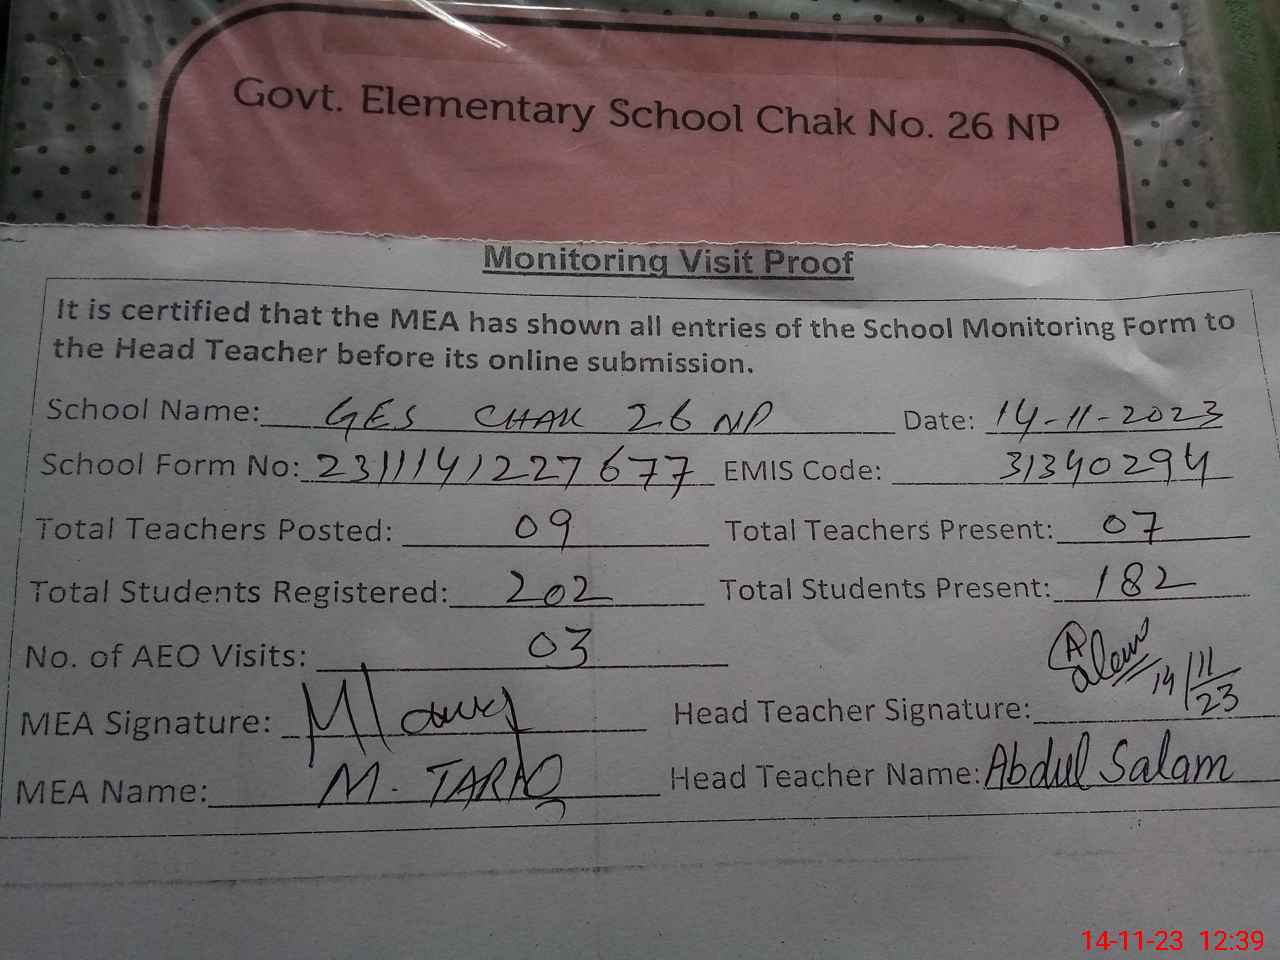 Govt. Elementary School Chak No. 26 NP
Monitoring Visit Proof
It is certified that the MEA has shown all entries of the School Monitoring Form to
the Head Teacher before its online submission.
School Name: GES CHAK 26 NP Date: 14-11-2023
School Form No: 2311141227677 EMIS Code: 31340294
Total Teachers Posted: 09 Total Teachers Present: 07
Total Students Registered: 202 Total Students Present: 182
No. of AEO Visits: 03
MEA Signature: Head Teacher Signature: 14/11/23
MEA Name: M. TARIQ Head Teacher Name: Abdul Salam
14-11-23 12:39